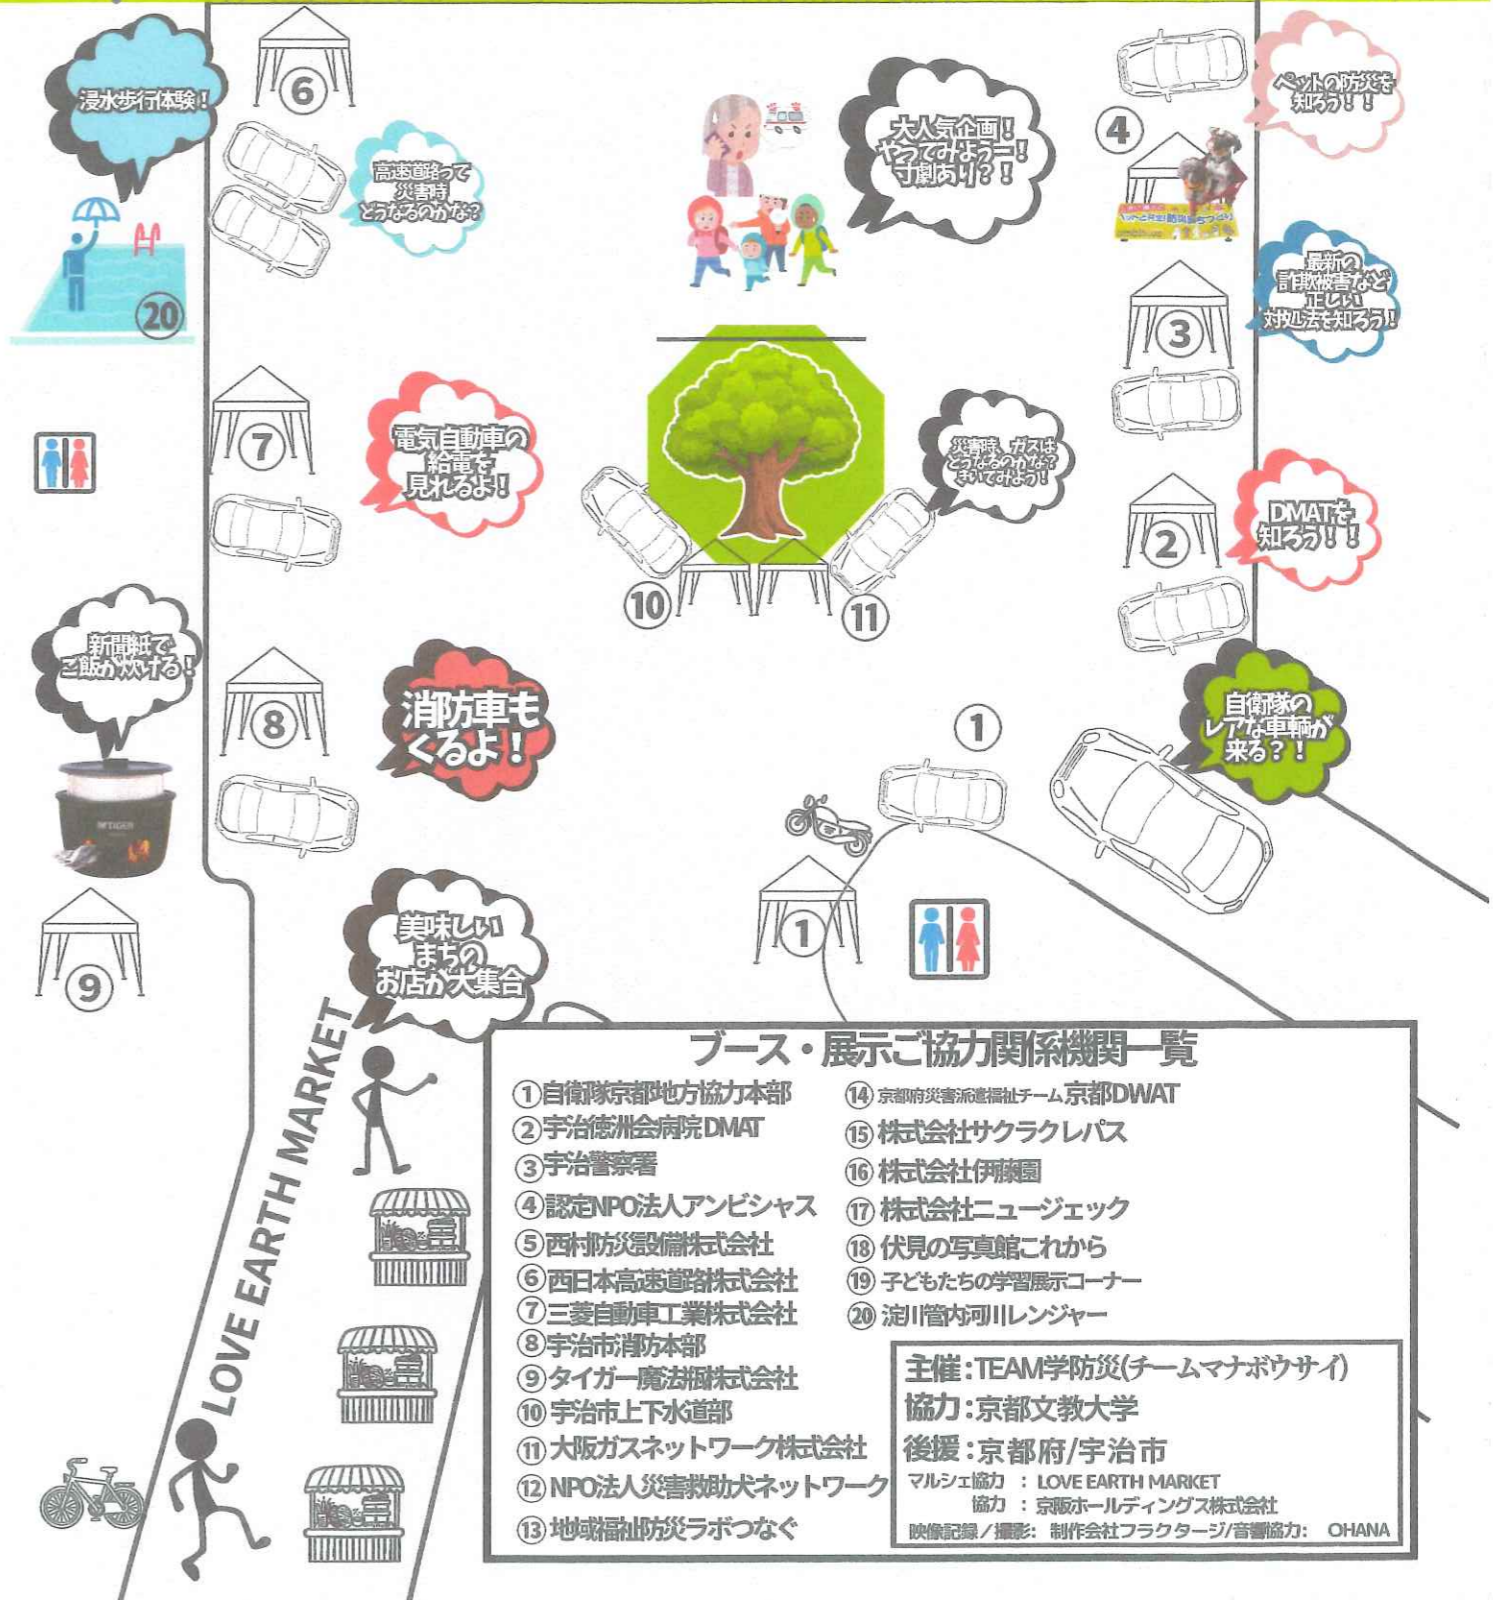 浸水歩行体験！
⑥
高速道路って
災害時
どうなるのかな？
大人気企画！
やってみようー！
寸劇あり？！
④
ペットの防災を
知ろう！！
最新の
詐欺被害など
正しい
対処法を知ろう！
③
⑳
⑦
電気自動車の
給電を
見れるよ！
災害時、ガスは
どうなるのかな？
きいてみよう！
②
DMATを
知ろう！！
⑩
⑪
新聞紙で
ご飯が炊ける！
TIGER
⑧
消防車も
くるよ！
①
自衛隊の
レアな車輌が
来る？！
①
⑨
美味しい
まちの
お店が大集合
LOVE EARTH MARKET
ブース・展示ご協力関係機関一覧
①自衛隊京都地方協力本部
②宇治徳洲会病院DMAT
③宇治警察署
④認定NPO法人アンビシャス
⑤西村防災設備株式会社
⑥西日本高速道路株式会社
⑦三菱自動車工業株式会社
⑧宇治市消防本部
⑨タイガー魔法瓶株式会社
⑩宇治市上下水道部
⑪大阪ガスネットワーク株式会社
⑫NPO法人災害救助犬ネットワーク
⑬地域福祉防災ラボつなぐ
⑭京都府災害派遣福祉チーム京都DWAT
⑮株式会社サクラクレパス
⑯株式会社伊藤園
⑰株式会社ニュージェック
⑱伏見の写真館これから
⑲子どもたちの学習展示コーナー
⑳淀川管内河川レンジャー
主催：TEAM学防災(チームマナボウサイ)
協力：京都文教大学
後援：京都府/宇治市
マルシェ協力　：　LOVE EARTH MARKET
協力　：　京阪ホールディングス株式会社
映像記録／撮影：　制作会社フラクタージ/音響協力：　OHANA